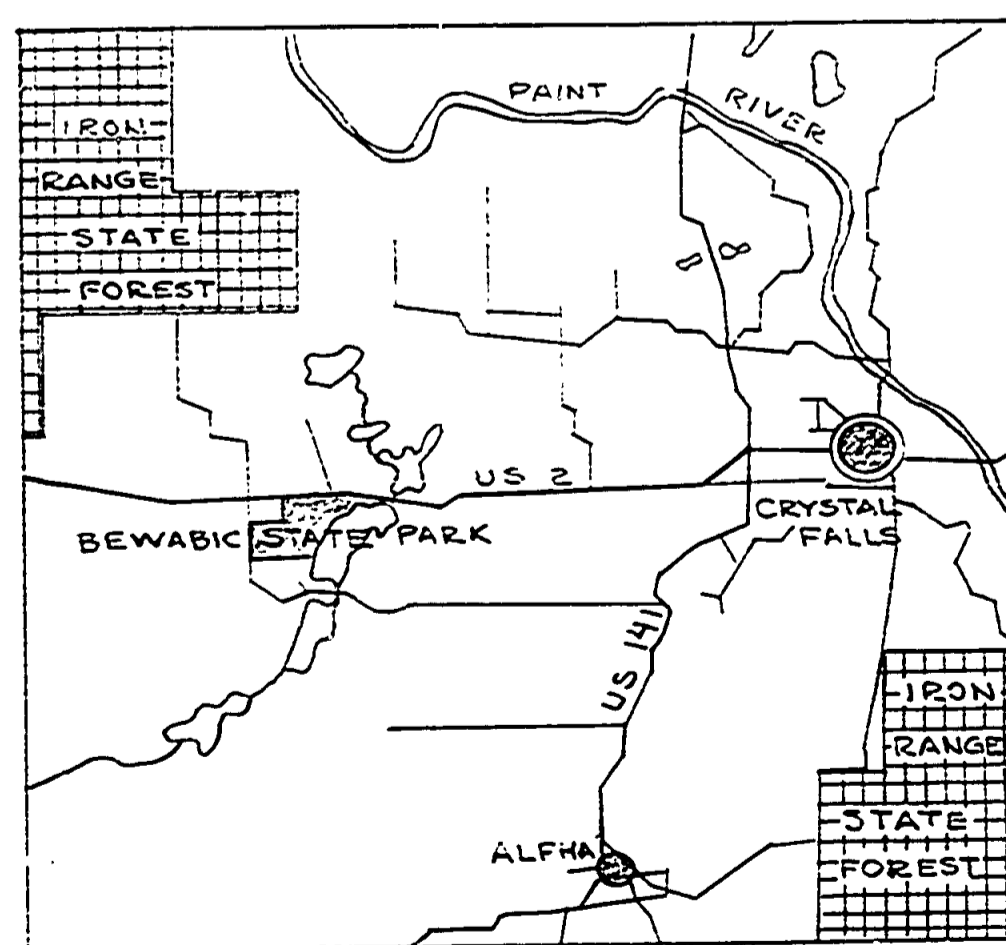 PAINT RIVER
IRON
RANGE
STATE
FOREST
US 2
BEWABIC STATE PARK
CRYSTAL
FALLS
US 141
IRON
RANGE
STATE
FOREST
ALPHA